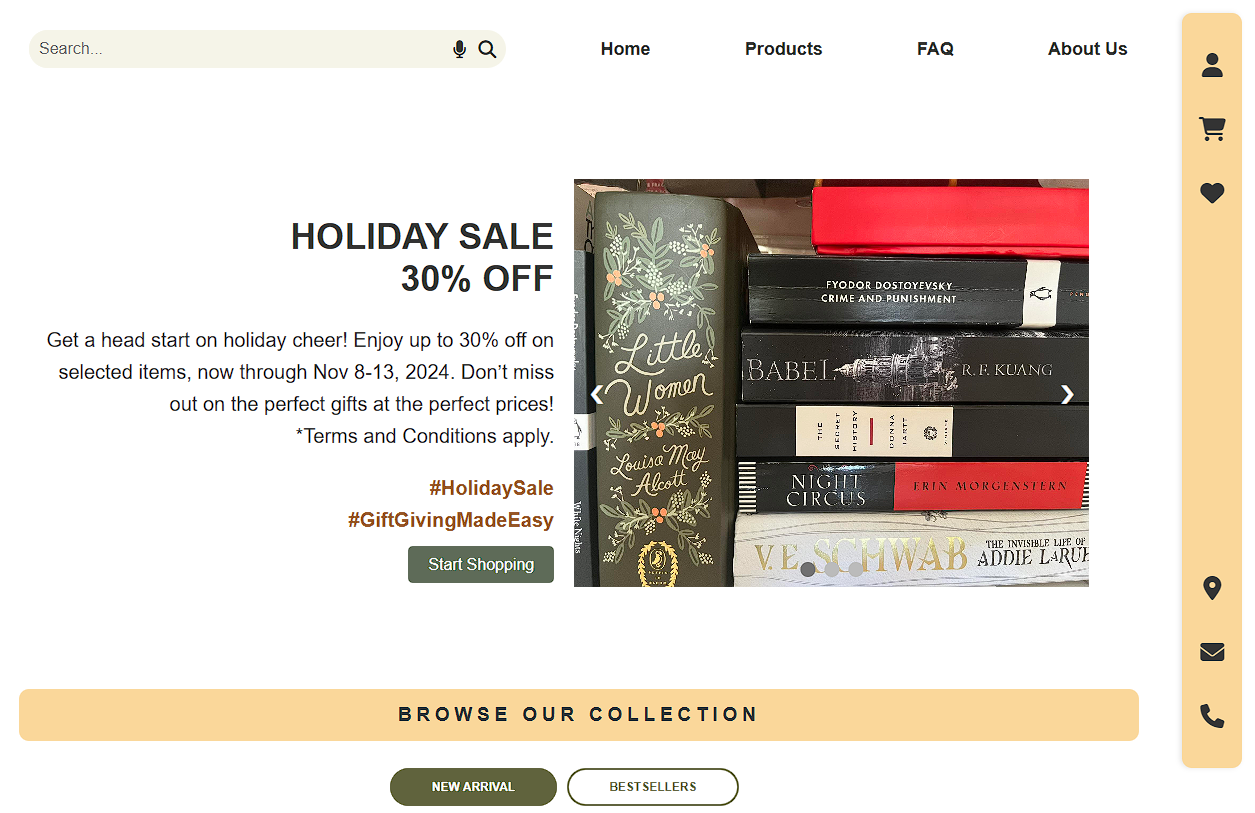 Search...
Home
Products
FAQ
About Us
HOLIDAY SALE
30% OFF
Get a head start on holiday cheer! Enjoy up to 30% off on
selected items, now through Nov 8-13, 2024. Don’t miss
out on the perfect gifts at the perfect prices!
*Terms and Conditions apply.
#HolidaySale
#GiftGivingMadeEasy
Start Shopping
White Nights
Little
Women
Louisa May
Alcott
FYODOR DOSTOYEVSKY
CRIME AND PUNISHMENT
BABEL
R. F. KUANG
THE
SECRET
HISTORY
DONNA
TARTT
NIGHT
CIRCUS
ERIN MORGENSTERN
V. E. SCHWAB
THE INVISIBLE LIFE OF
ADDIE LARUE
BROWSE OUR COLLECTION
NEW ARRIVAL
BESTSELLERS